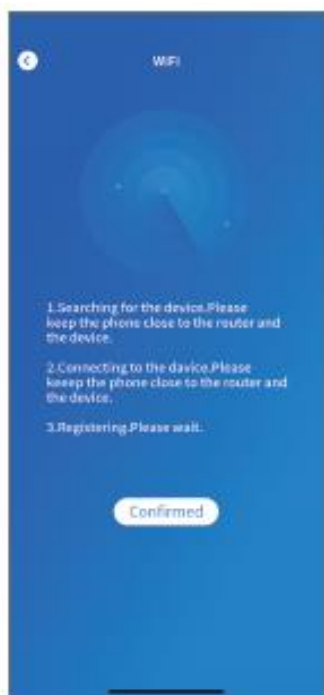 WiFi
1.Searching for the device.Please
keep the phone close to the router and
the device.
2.Connecting to the davice.Please
keeep the phone close to the router and
the device.
3.Registering.Please wait.
Confirmed